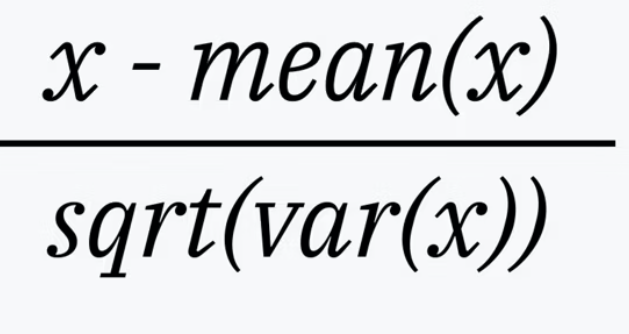 x - mean(x)
sqrt(var(x))